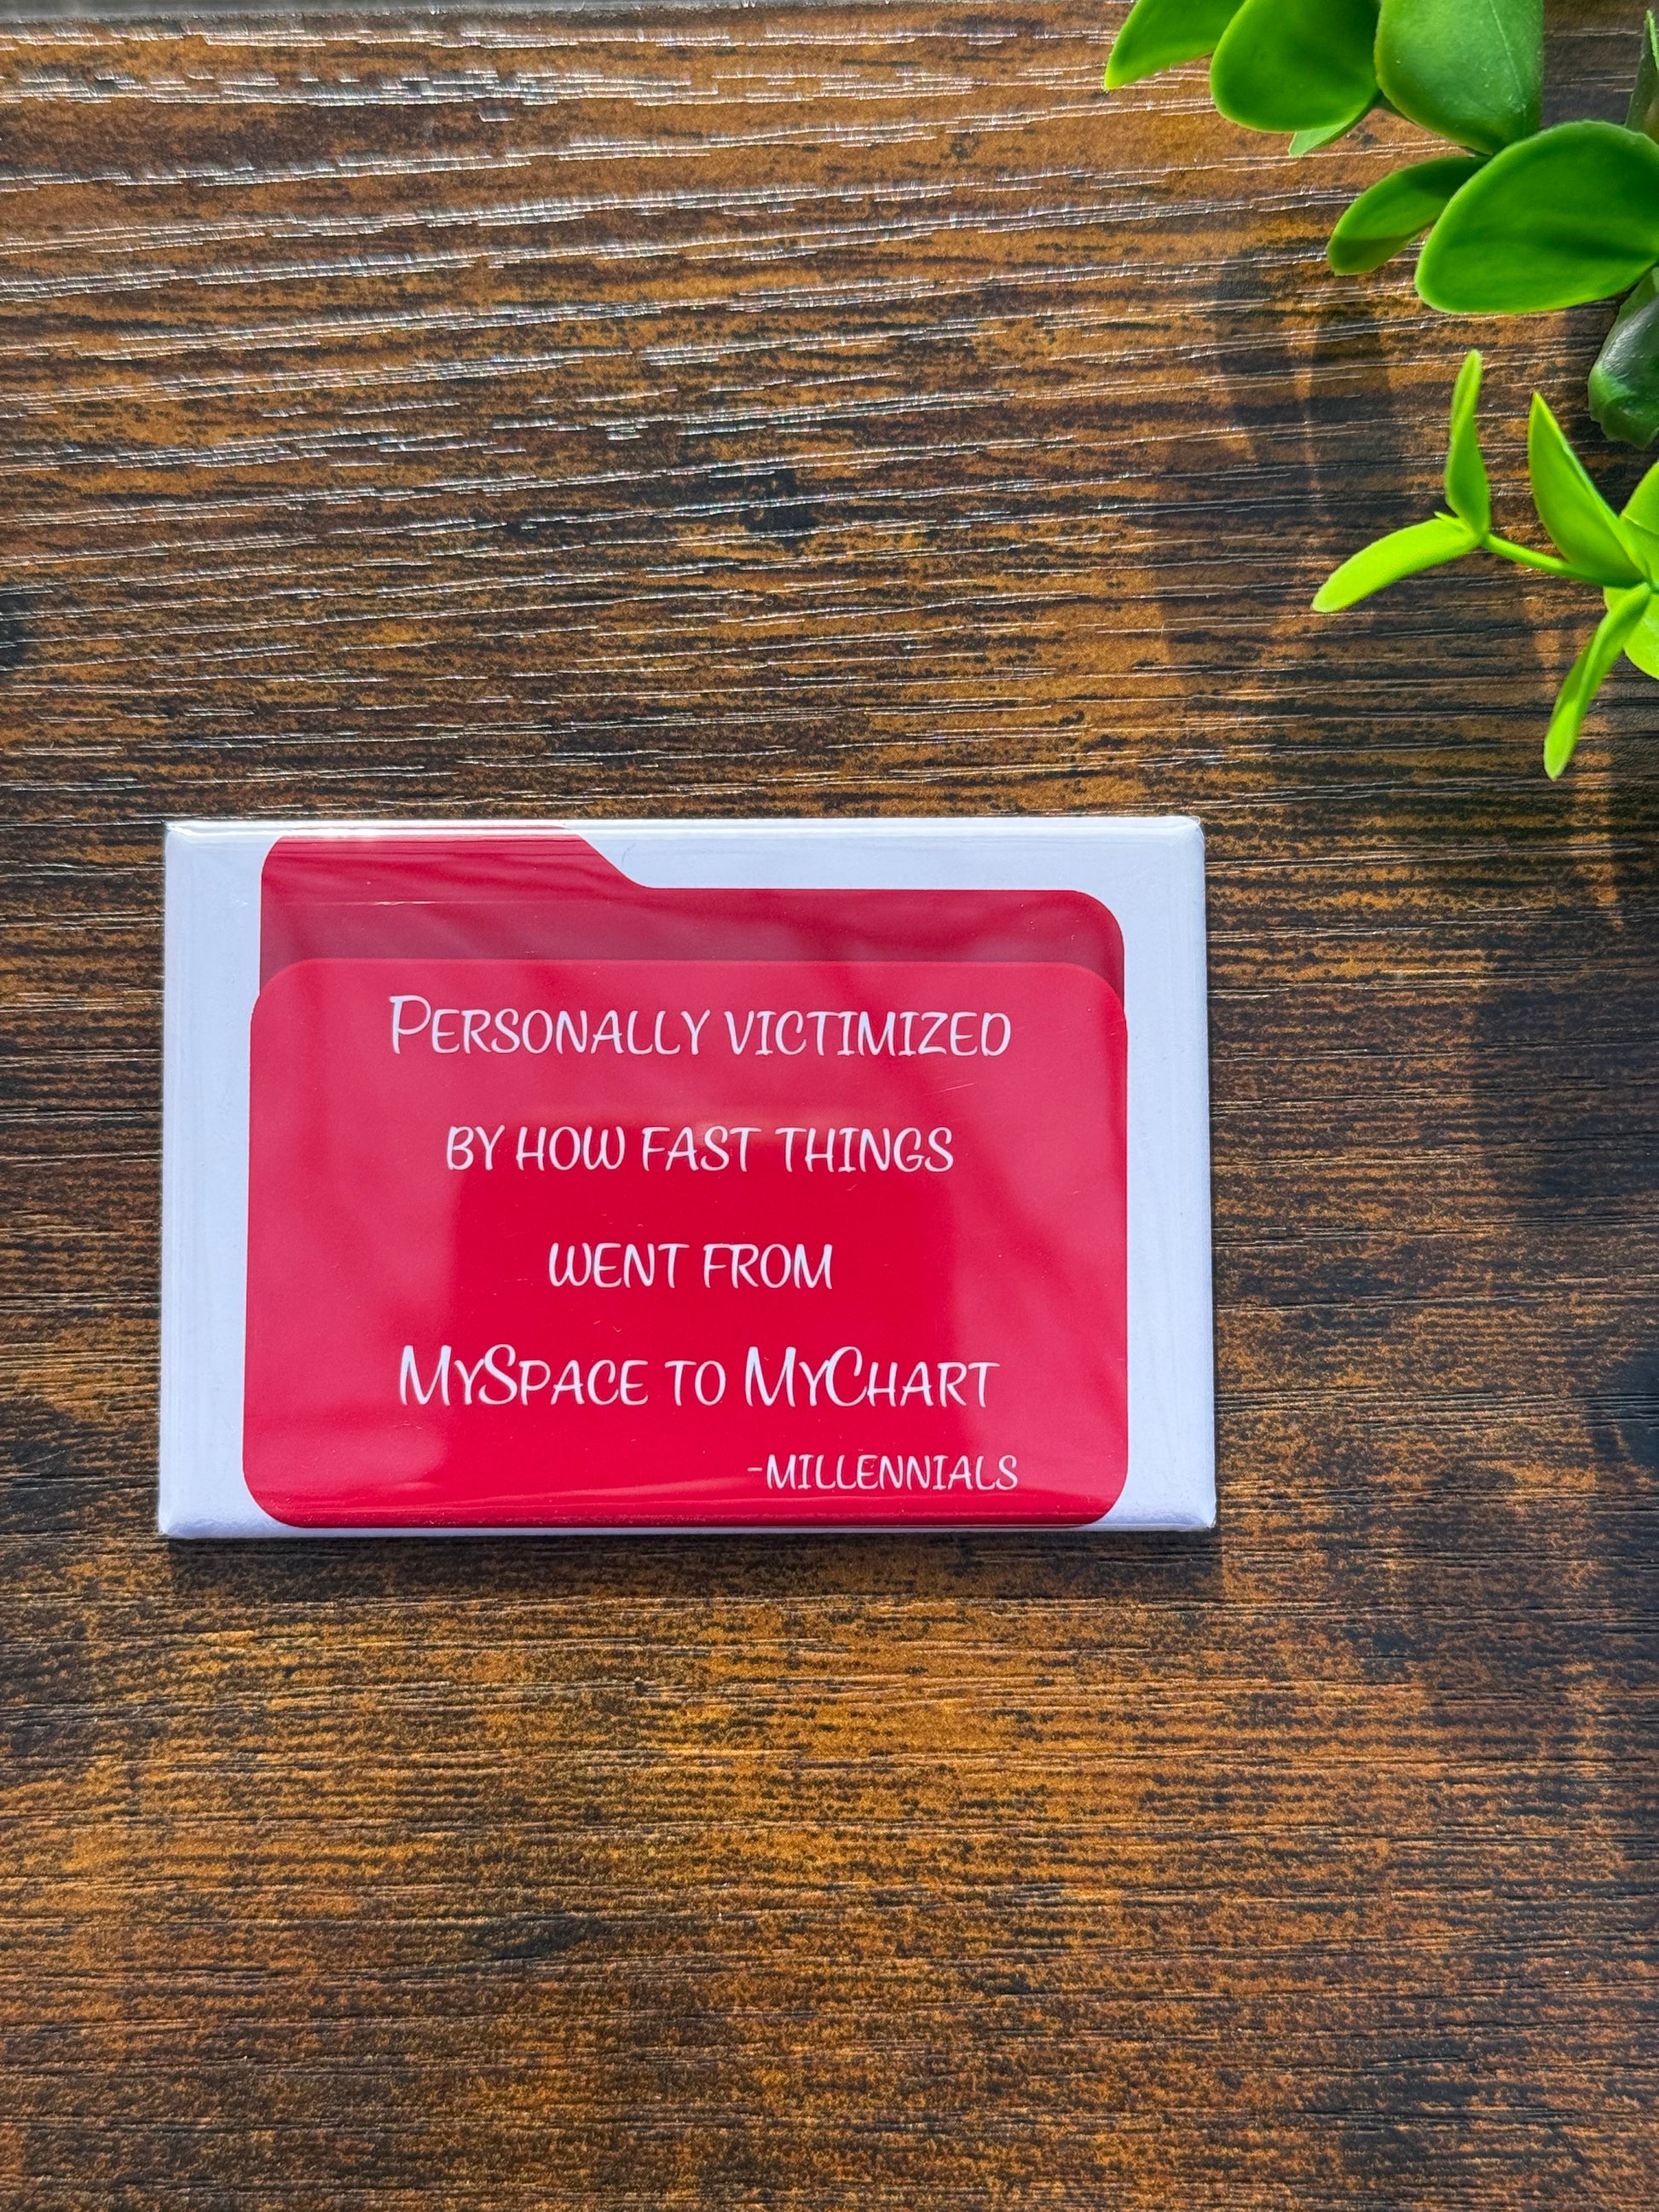 Personally victimized
by how fast things
went from
MySpace to MyChart
-millennials